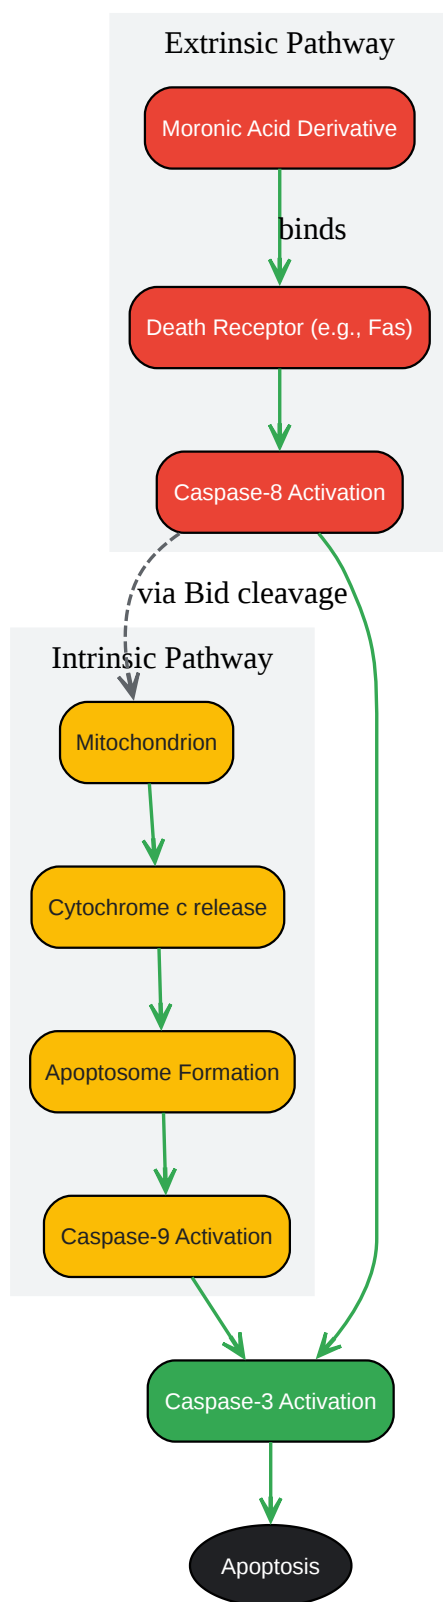 Extrinsic Pathway
Moronic Acid Derivative
binds
Death Receptor (e.g., Fas)
Caspase-8 Activation
via Bid cleavage
Intrinsic Pathway
Mitochondrion
Cytochrome c release
Apoptosome Formation
Caspase-9 Activation
Caspase-3 Activation
Apoptosis